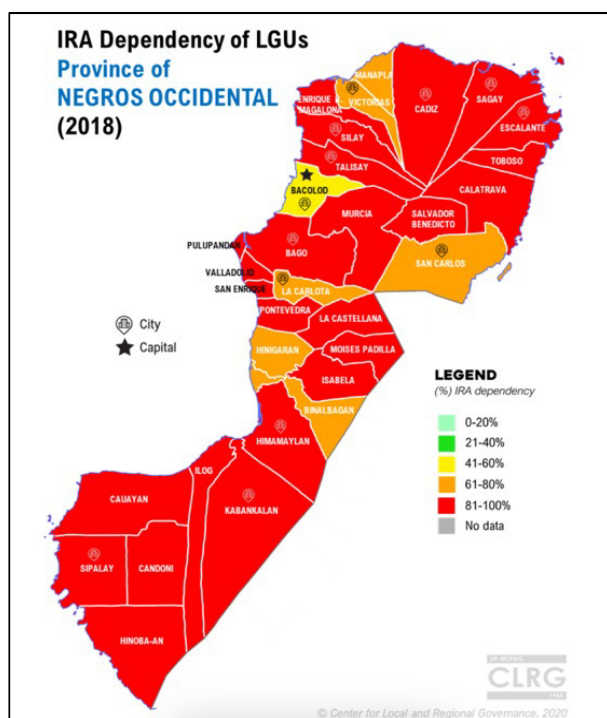 IRA Dependency of LGUs
Province of
NEGROS OCCIDENTAL
(2018)
MANAPLA
ENRIQUE
MAGALONA
VICTORIAS
CADIZ
SAGAY
ESCALANTE
SILAY
TALISAY
TOBOSO
BACOLOD
CALATRAVA
MURCIA
SALVADOR
BENEDICTO
PULUPANDAN
BAGO
SAN CARLOS
VALLADOLID
SAN ENRIQUE
LA CARLOTA
PONTEVEDRA
LA CASTELLANA
City
Capital
HINIGARAN
MOISES PADILLA
ISABELA
BINALBAGAN
HIMAMAYLAN
LEGEND
(%) IRA dependency
0-20%
21-40%
41-60%
61-80%
81-100%
No data
ILOG
CAUAYAN
KABANKALAN
SIPALAY
CANDONI
HINOBA-AN
UP-NCPAG
CLRG
1965
© Center for Local and Regional Governance, 2020